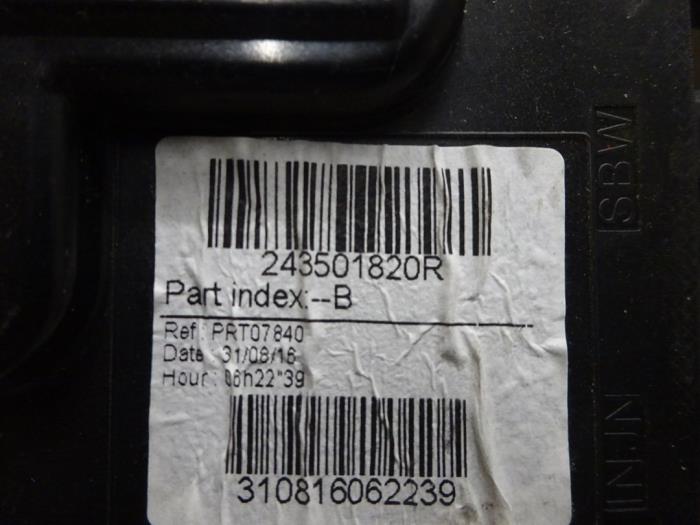 243501820R
Part index:--B
Ref : PRT07840
Date : 31/08/16
Hour : 06h22"39
310816062239
SBW